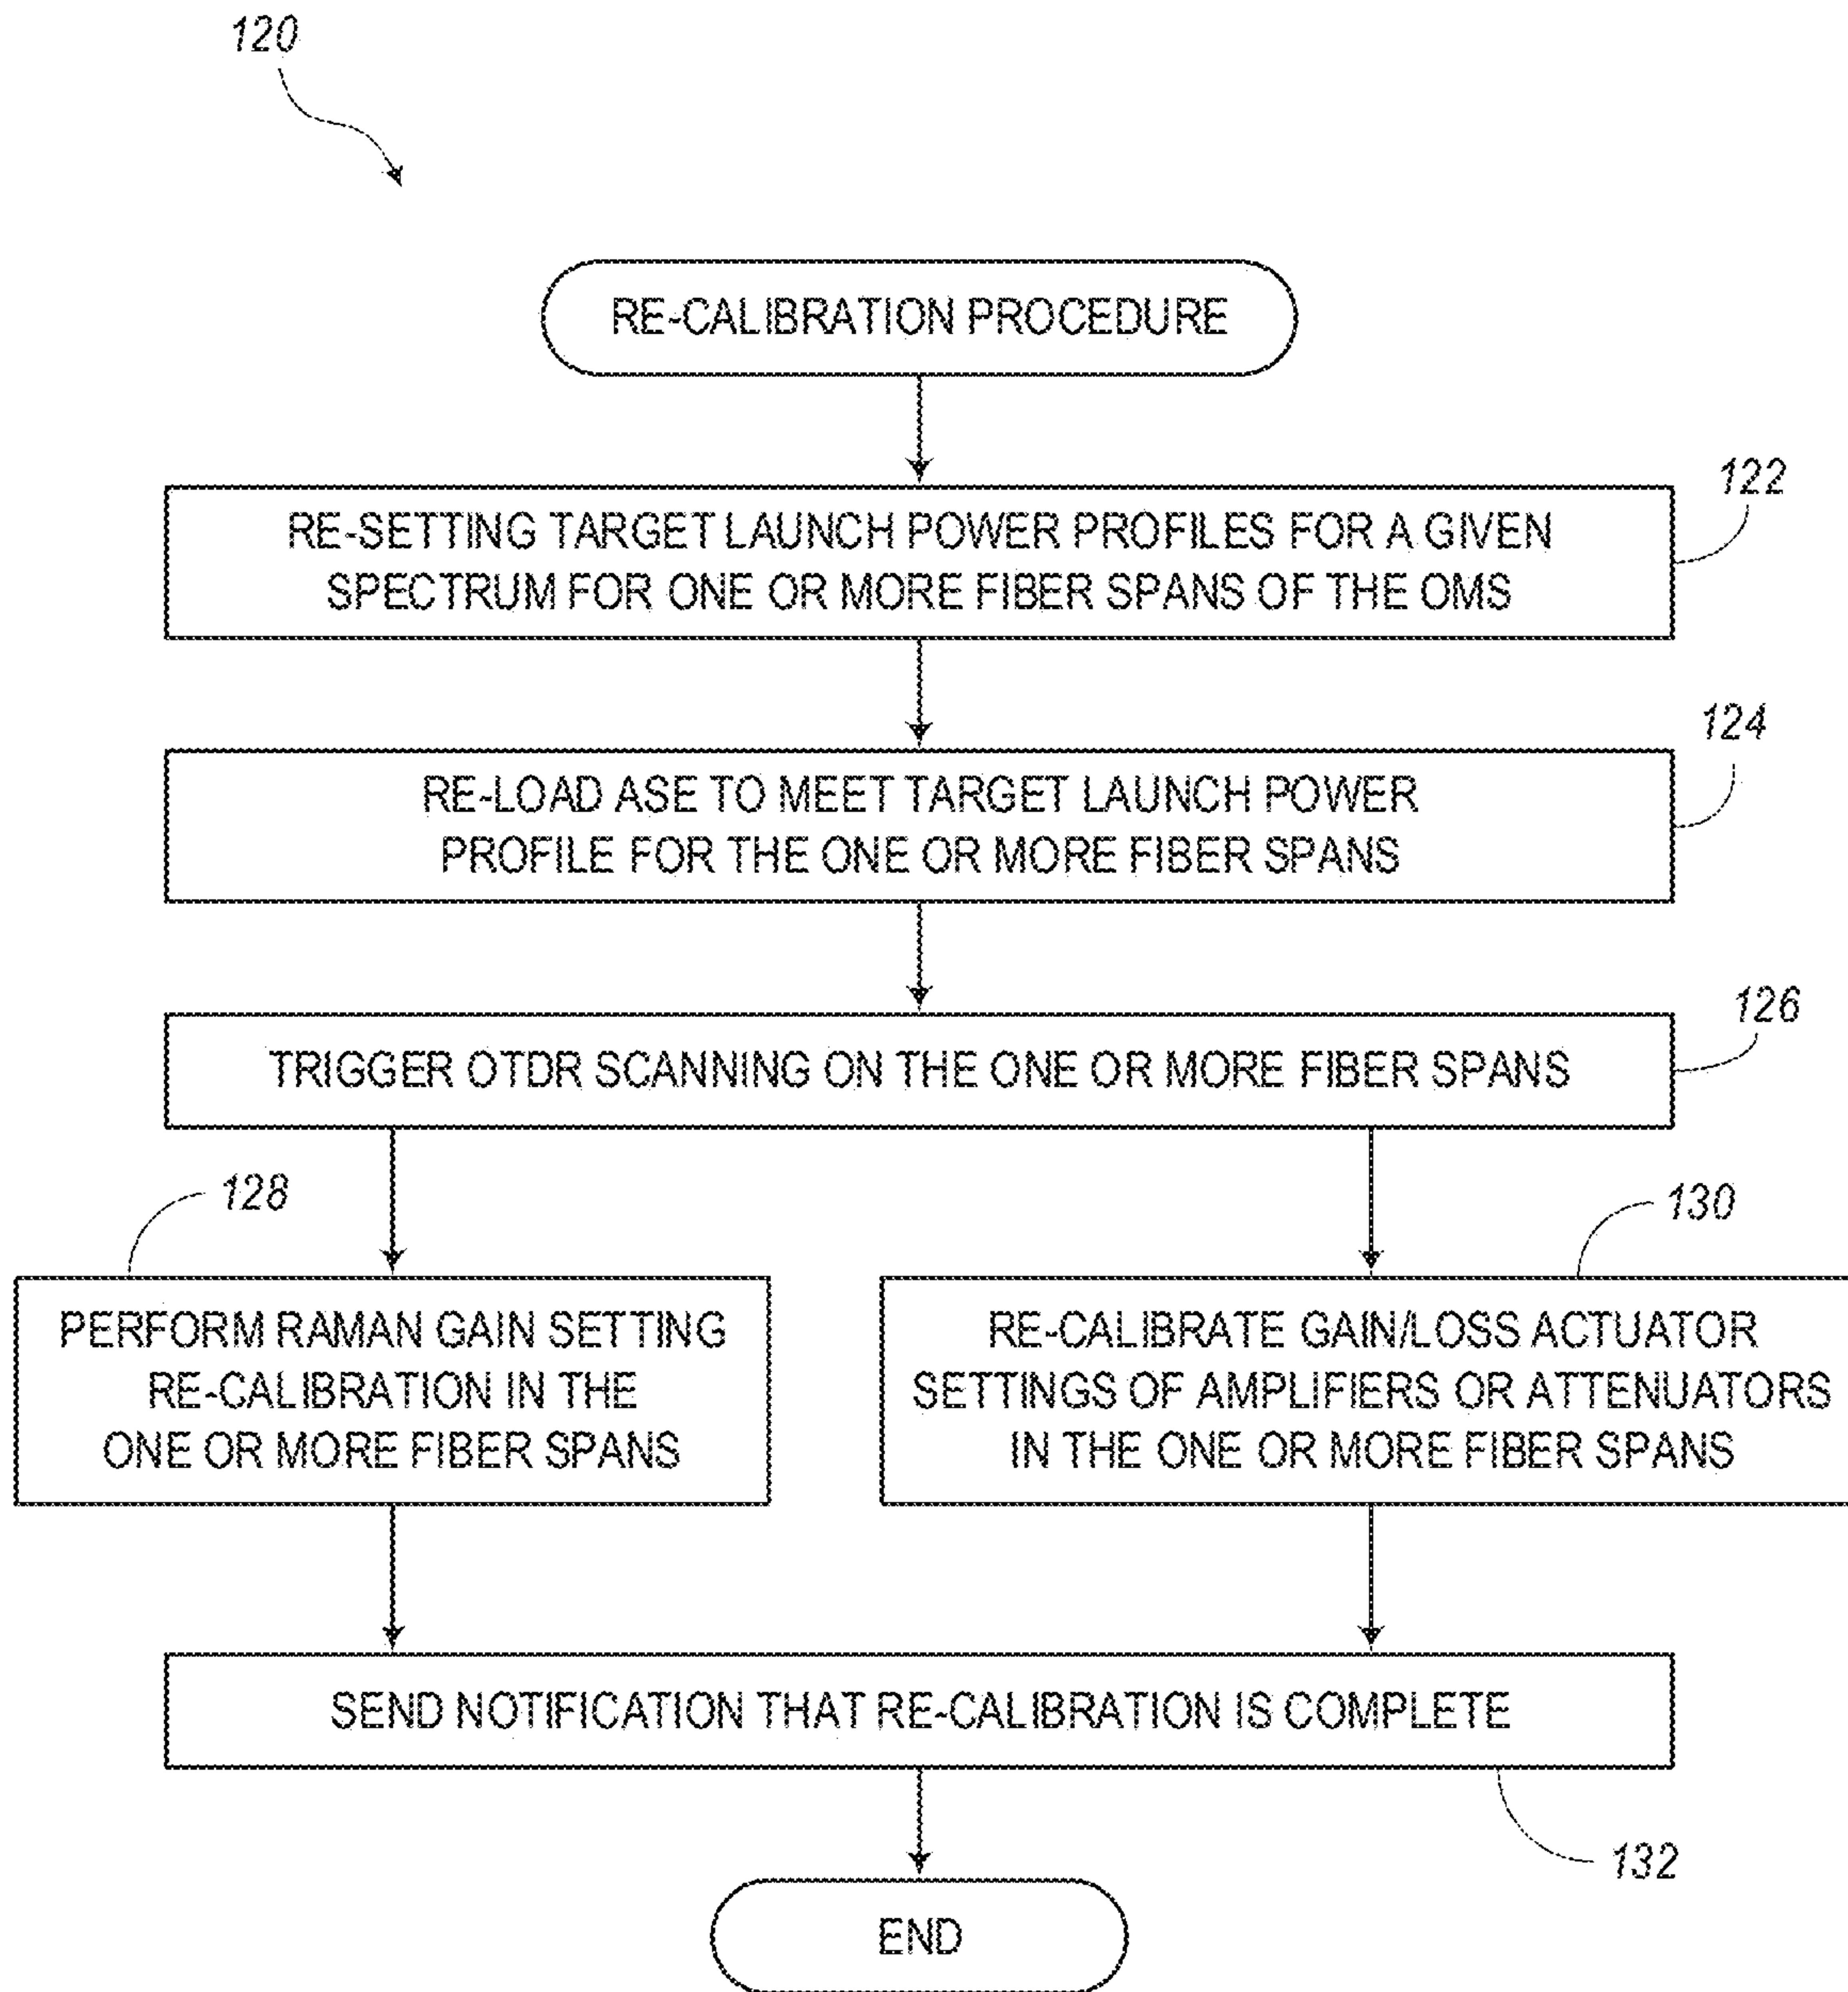 120
RE-CALIBRATION PROCEDURE
122
RE-SETTING TARGET LAUNCH POWER PROFILES FOR A GIVEN
SPECTRUM FOR ONE OR MORE FIBER SPANS OF THE OMS
124
RE-LOAD ASE TO MEET TARGET LAUNCH POWER
PROFILE FOR THE ONE OR MORE FIBER SPANS
126
TRIGGER OTDR SCANNING ON THE ONE OR MORE FIBER SPANS
128
PERFORM RAMAN GAIN SETTING
RE-CALIBRATION IN THE
ONE OR MORE FIBER SPANS
130
RE-CALIBRATE GAIN/LOSS ACTUATOR
SETTINGS OF AMPLIFIERS OR ATTENUATORS
IN THE ONE OR MORE FIBER SPANS
SEND NOTIFICATION THAT RE-CALIBRATION IS COMPLETE
132
END